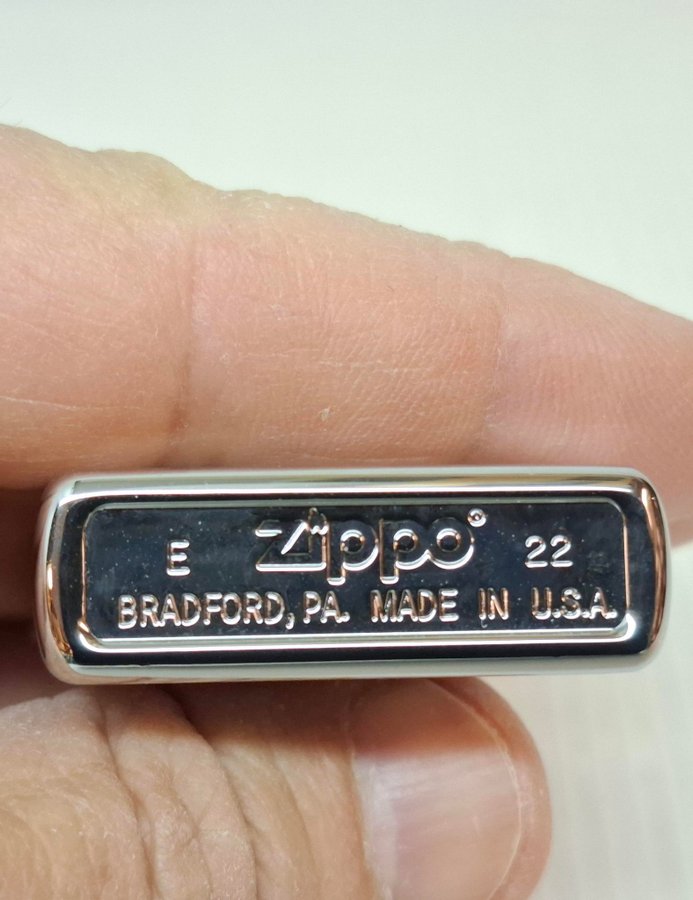 E Zippo® 22
BRADFORD, PA. MADE IN U.S.A.